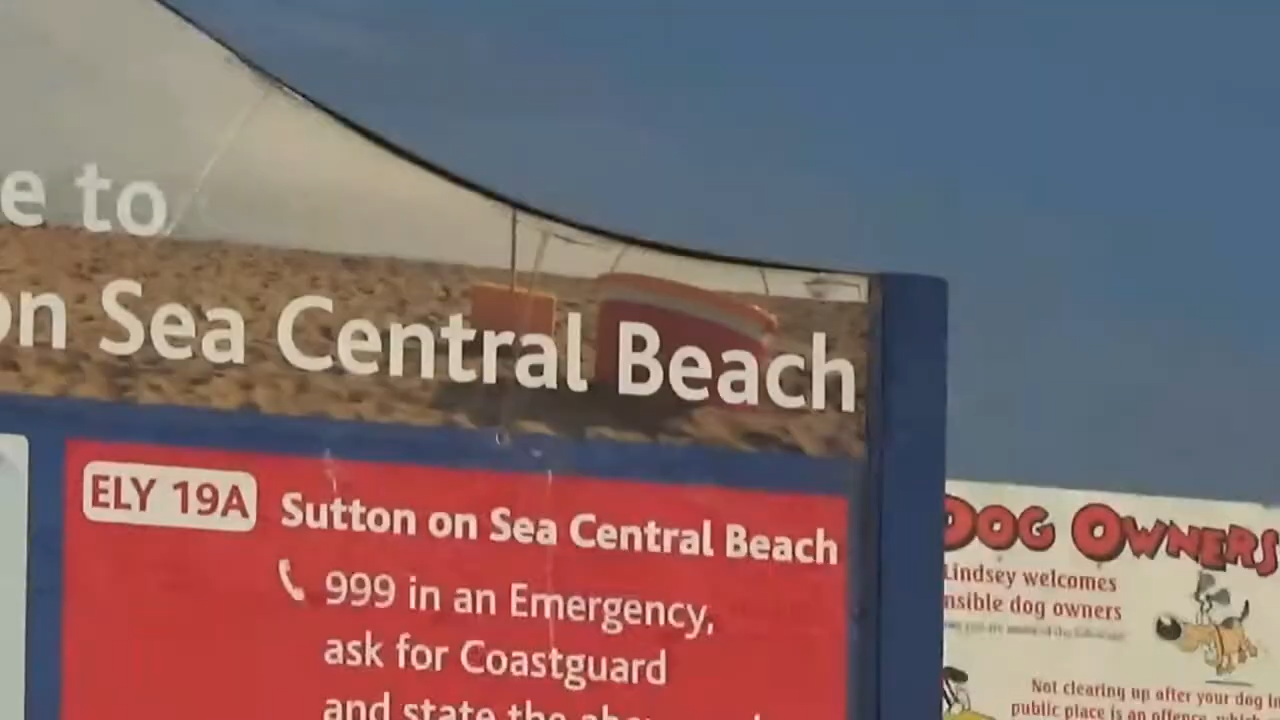 e to
on Sea Central Beach
ELY 19A
Sutton on Sea Central Beach
999 in an Emergency,
ask for Coastguard
and state the
DOG OWNERS
Lindsey welcomes
nsible dog owners
Not clearing up after your dog in
public place is an